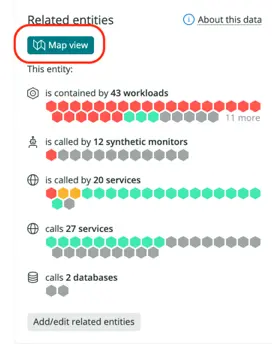 Related entities
About this data
Map view
This entity:
is contained by 43 workloads
11 more
is called by 12 synthetic monitors
is called by 20 services
calls 27 services
calls 2 databases
Add/edit related entities